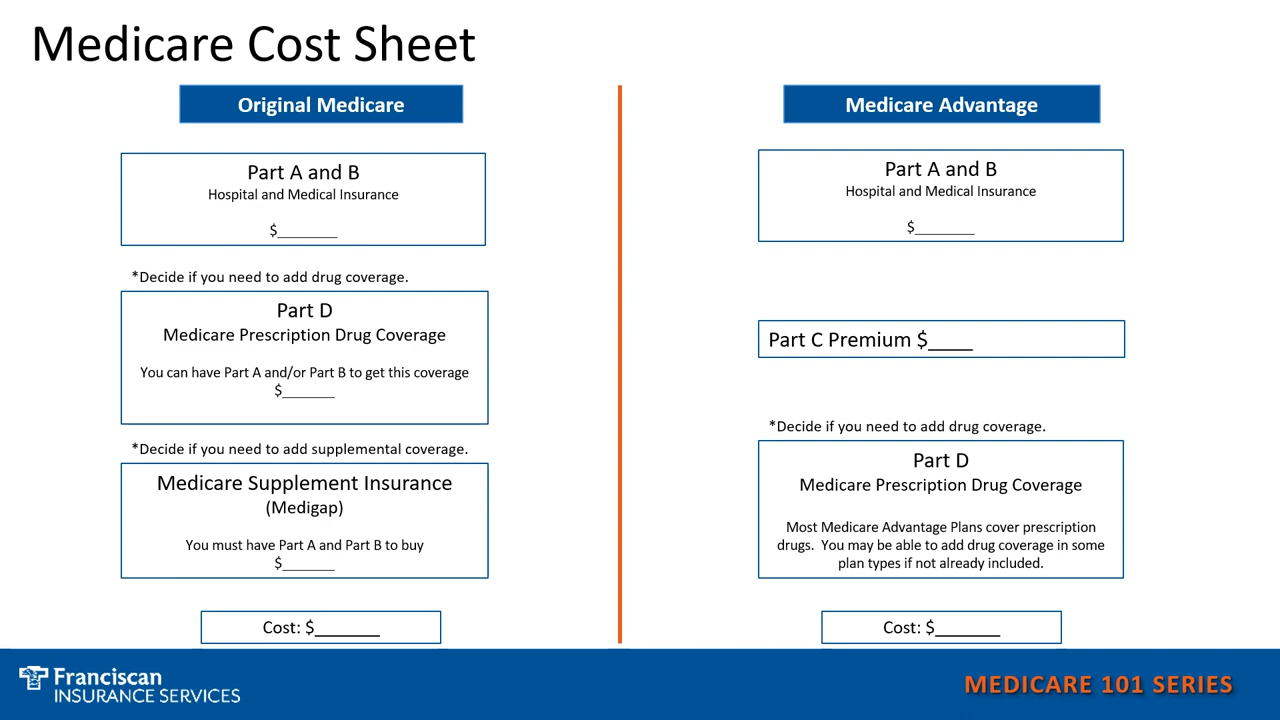 Medicare Cost Sheet
Original Medicare
Part A and B
Hospital and Medical Insurance
$_______
*Decide if you need to add drug coverage.
Part D
Medicare Prescription Drug Coverage
You can have Part A and/or Part B to get this coverage
$______
*Decide if you need to add supplemental coverage.
Medicare Supplement Insurance
(Medigap)
You must have Part A and Part B to buy
$______
Cost: $_______
Medicare Advantage
Part A and B
Hospital and Medical Insurance
$_______
Part C Premium $____
*Decide if you need to add drug coverage.
Part D
Medicare Prescription Drug Coverage
Most Medicare Advantage Plans cover prescription
drugs. You may be able to add drug coverage in some
plan types if not already included.
Cost: $_______
Franciscan
INSURANCE SERVICES
MEDICARE 101 SERIES